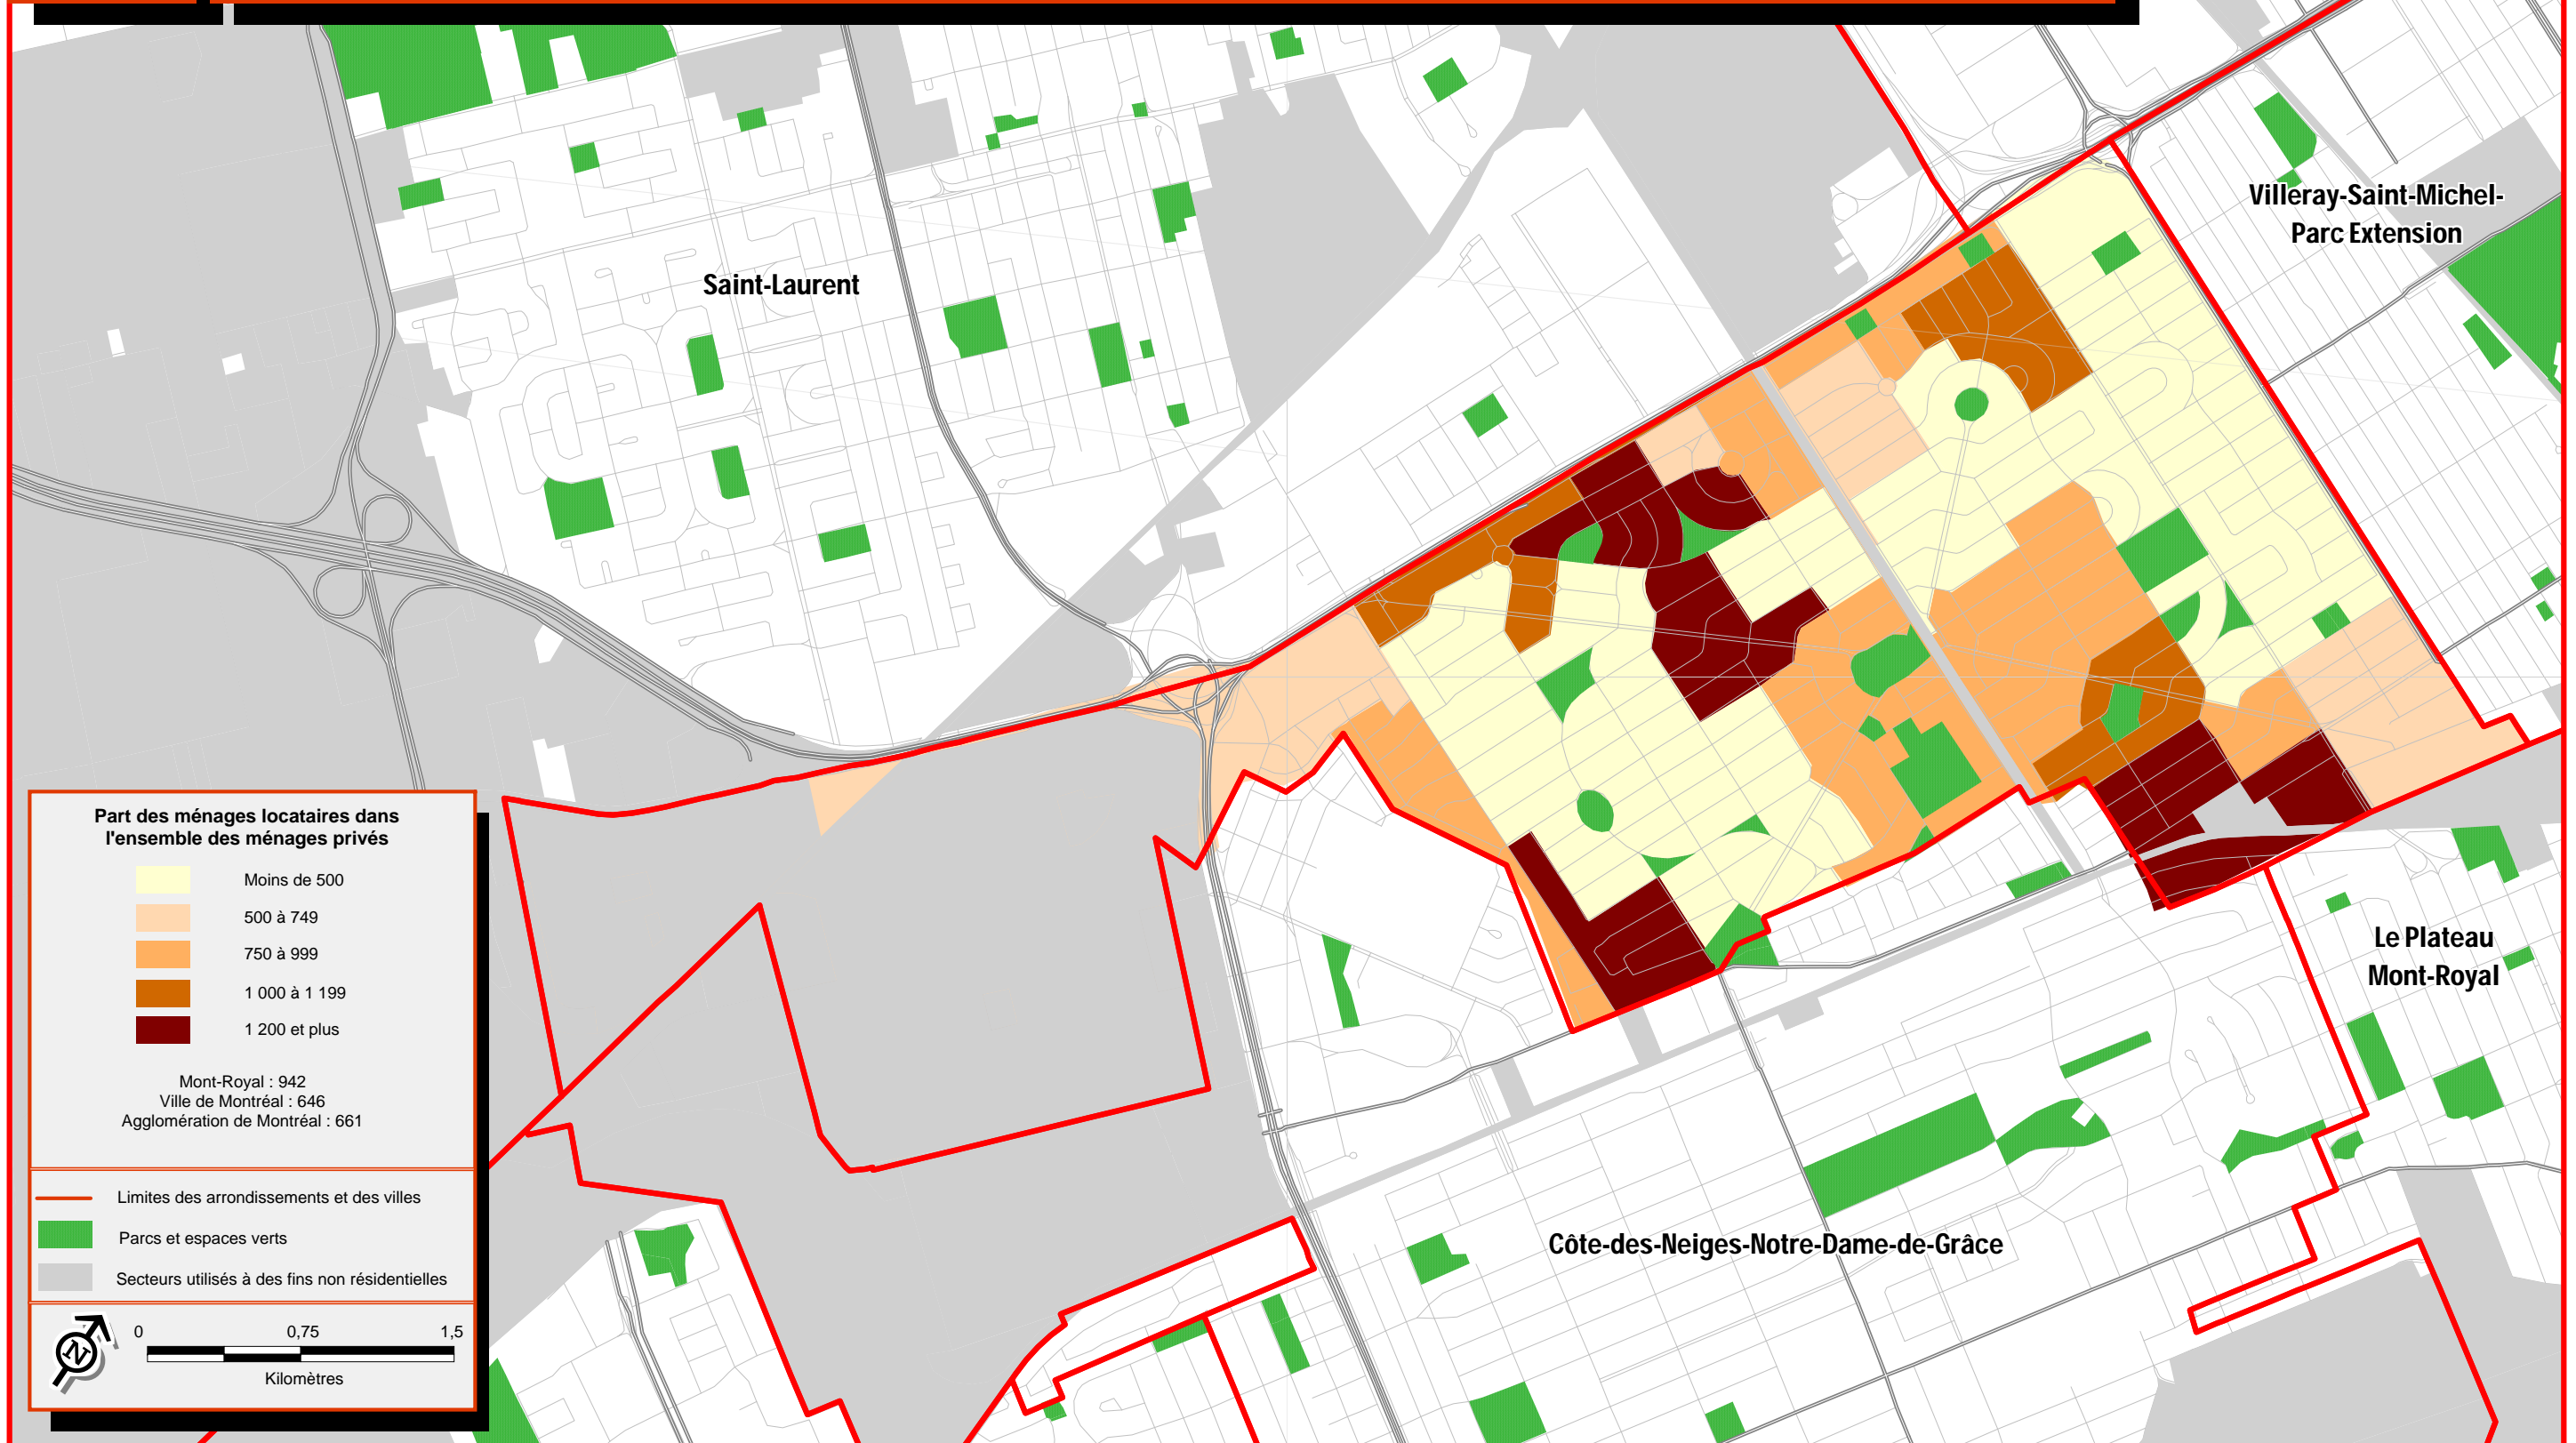 Villeray-Saint-Michel-
Parc Extension
Saint-Laurent
Le Plateau
Mont-Royal
Côte-des-Neiges-Notre-Dame-de-Grâce
Part des ménages locataires dans
l'ensemble des ménages privés
Moins de 500
500 à 749
750 à 999
1 000 à 1 199
1 200 et plus
Mont-Royal : 942
Ville de Montréal : 646
Agglomération de Montréal : 661
Limites des arrondissements et des villes
Parcs et espaces verts
Secteurs utilisés à des fins non résidentielles
N
0 0,75 1,5
Kilomètres